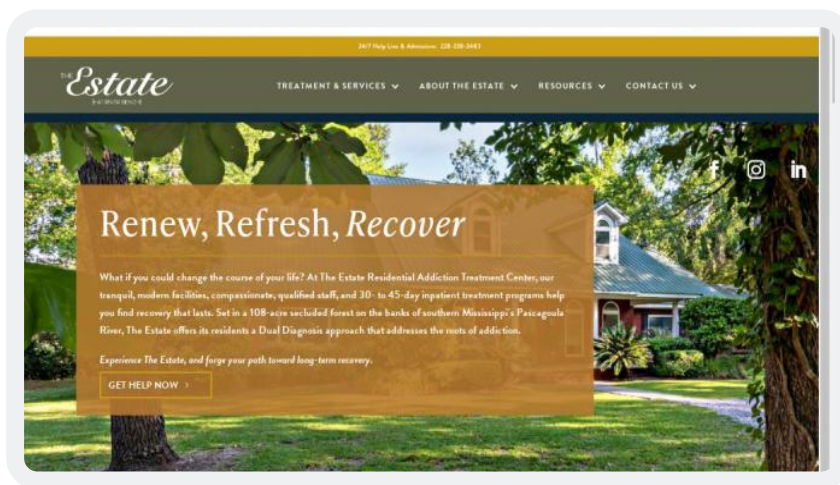 24/7 Help Line & Admissions:
THE
Estate
TREATMENT & SERVICES
ABOUT THE ESTATE
RESOURCES
CONTACT US
f
in
Renew, Refresh, Recover
What if you could change the course of your life? At The Estate Residential Addiction Treatment Center, our
tranquil, modern facilities, compassionate, qualified staff, and 30- to 45-day inpatient treatment programs help
you find recovery that lasts. Set in a 108-acre secluded forest on the banks of southern Mississippi's Pascagoula
River, The Estate offers its residents a Dual Diagnosis approach that addresses the roots of addiction.
Experience The Estate, and forge your path toward long-term recovery.
GET HELP NOW >